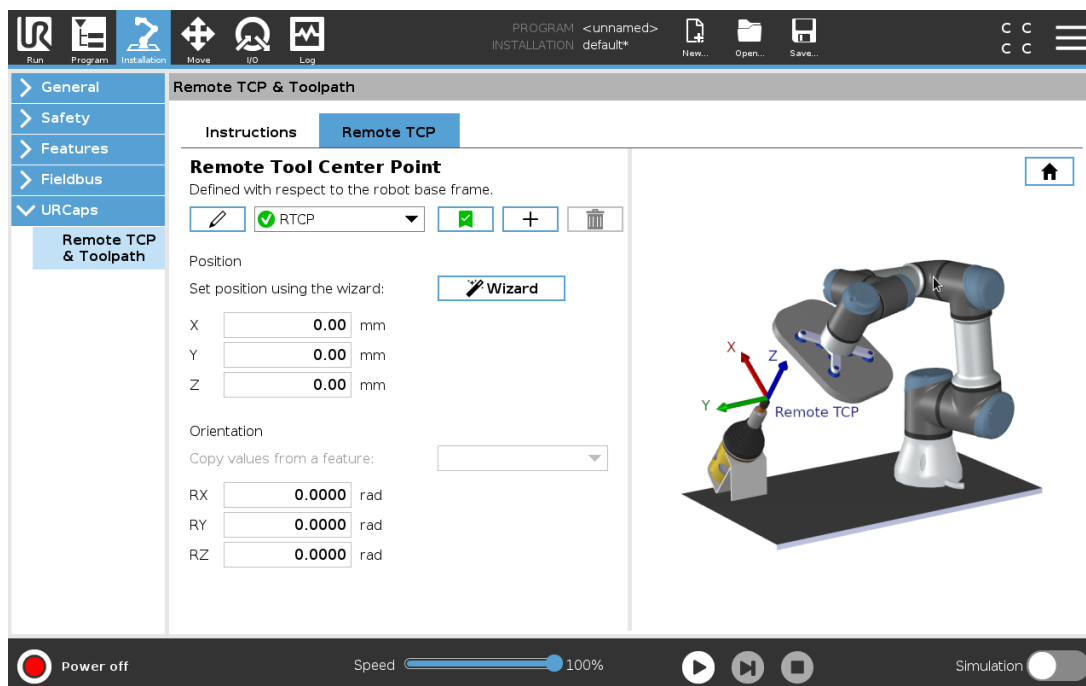 PROGRAM <unnamed>
INSTALLATION default*
UR
Run
Program
Installation
Move
I/O
Log
New...
Open...
Save...
C C
C C
General
Safety
Features
Fieldbus
URCaps
Remote TCP
& Toolpath
Remote TCP & Toolpath
Instructions
Remote TCP
Remote Tool Center Point
Defined with respect to the robot base frame.
RTCP
Position
Set position using the wizard:
Wizard
X 0.00 mm
Y 0.00 mm
Z 0.00 mm
Orientation
Copy values from a feature:
RX 0.0000 rad
RY 0.0000 rad
RZ 0.0000 rad
X
Z
Y
Remote TCP
Power off
Speed 100%
Simulation